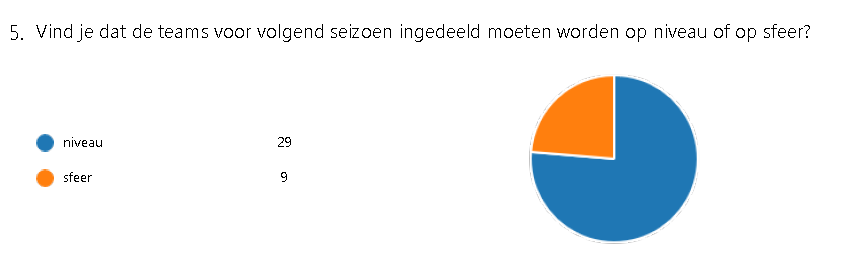 5. Vind je dat de teams voor volgend seizoen ingedeeld moeten worden op niveau of op sfeer?
niveau 29
sfeer 9